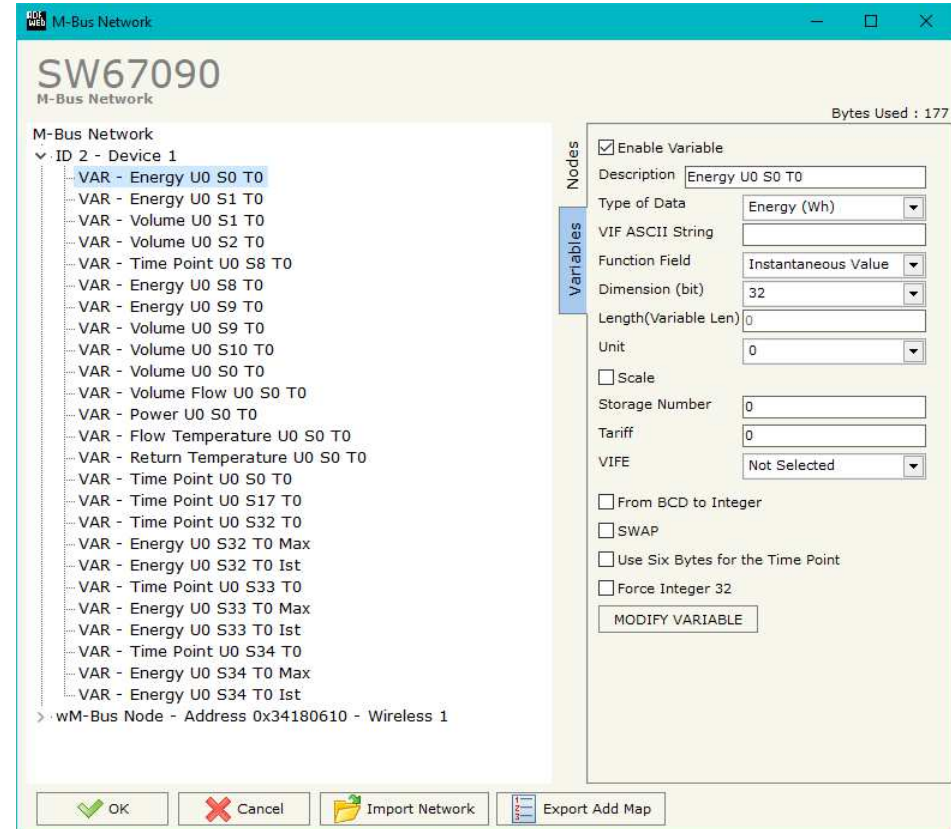 ADF WEB M-Bus Network
SW67090
M-Bus Network
Bytes Used : 177
M-Bus Network
ID 2 - Device 1
VAR - Energy U0 S0 T0
VAR - Energy U0 S1 T0
VAR - Volume U0 S1 T0
VAR - Volume U0 S2 T0
VAR - Time Point U0 S8 T0
VAR - Energy U0 S8 T0
VAR - Energy U0 S9 T0
VAR - Volume U0 S9 T0
VAR - Volume U0 S10 T0
VAR - Volume U0 S0 T0
VAR - Volume Flow U0 S0 T0
VAR - Power U0 S0 T0
VAR - Flow Temperature U0 S0 T0
VAR - Return Temperature U0 S0 T0
VAR - Time Point U0 S0 T0
VAR - Time Point U0 S17 T0
VAR - Time Point U0 S32 T0
VAR - Energy U0 S32 T0 Max
VAR - Energy U0 S32 T0 Ist
VAR - Time Point U0 S33 T0
VAR - Energy U0 S33 T0 Max
VAR - Energy U0 S33 T0 Ist
VAR - Time Point U0 S34 T0
VAR - Energy U0 S34 T0 Max
VAR - Energy U0 S34 T0 Ist
wM-Bus Node - Address 0x34180610 - Wireless 1
Nodes
Variables
Enable Variable
Description Energy U0 S0 T0
Type of Data Energy (Wh)
VIF ASCII String
Function Field Instantaneous Value
Dimension (bit) 32
Length(Variable Len) 0
Unit 0
Scale
Storage Number 0
Tariff 0
VIFE Not Selected
From BCD to Integer
SWAP
Use Six Bytes for the Time Point
Force Integer 32
MODIFY VARIABLE
OK Cancel Import Network Export Add Map